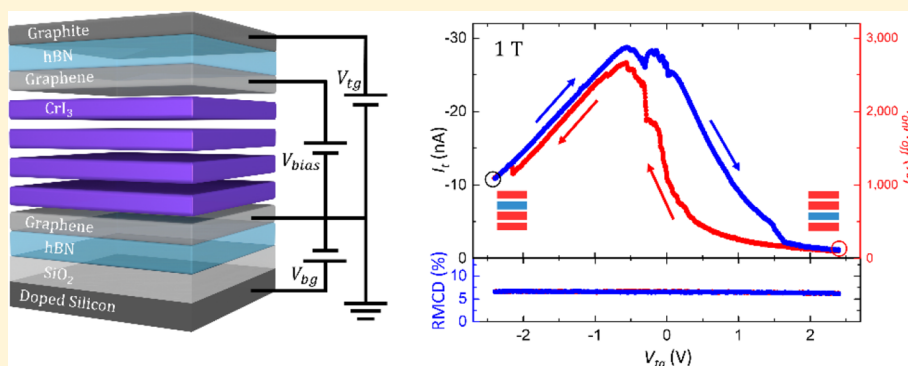 Graphite
hBN
Graphene
CrI₃
Graphene
hBN
SiO₂
Doped Silicon
V_tg
V_bias
V_bg
1 T
I_t (nA)
-30
-20
-10
0
3,000
2,000
1,000
0
RMCD (%)
10
5
0
-2
-1
0
1
2
V_tg (V)